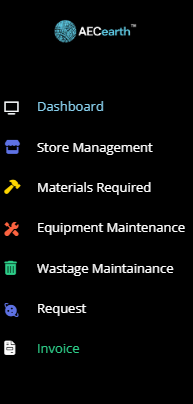 AECearth™
Dashboard
Store Management
Materials Required
Equipment Maintenance
Wastage Maintainance
Request
Invoice